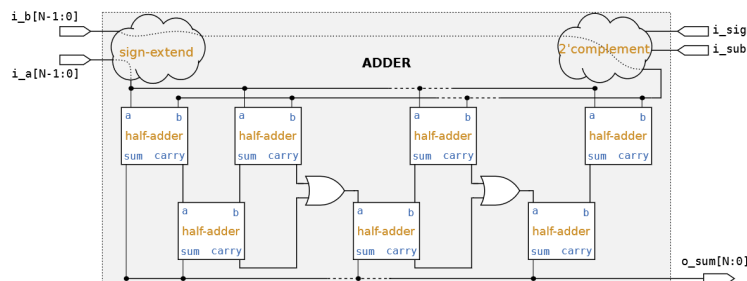 i_b[N-1:0]
i_sig
sign-extend
2'complement
i_sub
ADDER
i_a[N-1:0]
a b
half-adder
sum carry
a b
half-adder
sum carry
a b
half-adder
sum carry
a b
half-adder
sum carry
a b
half-adder
sum carry
a b
half-adder
sum carry
a b
half-adder
sum carry
o_sum[N:0]